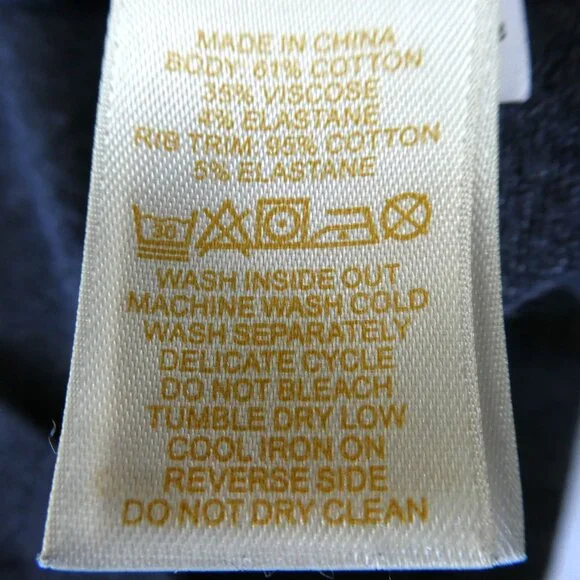 MADE IN CHINA
BODY: 61% COTTON
35% VISCOSE
4% ELASTANE
RIB TRIM: 95% COTTON
5% ELASTANE
30
WASH INSIDE OUT
MACHINE WASH COLD
WASH SEPARATELY
DELICATE CYCLE
DO NOT BLEACH
TUMBLE DRY LOW
COOL IRON ON
REVERSE SIDE
DO NOT DRY CLEAN